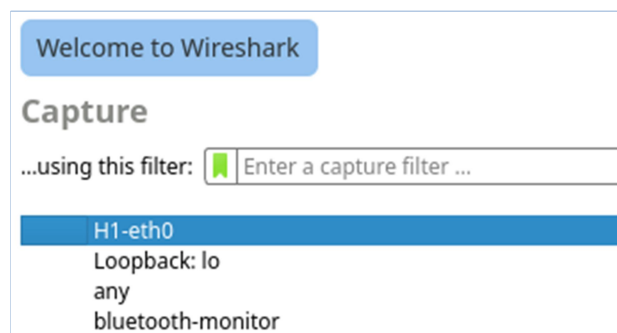 Welcome to Wireshark
Capture
...using this filter: Enter a capture filter ...
H1-eth0
Loopback: lo
any
bluetooth-monitor